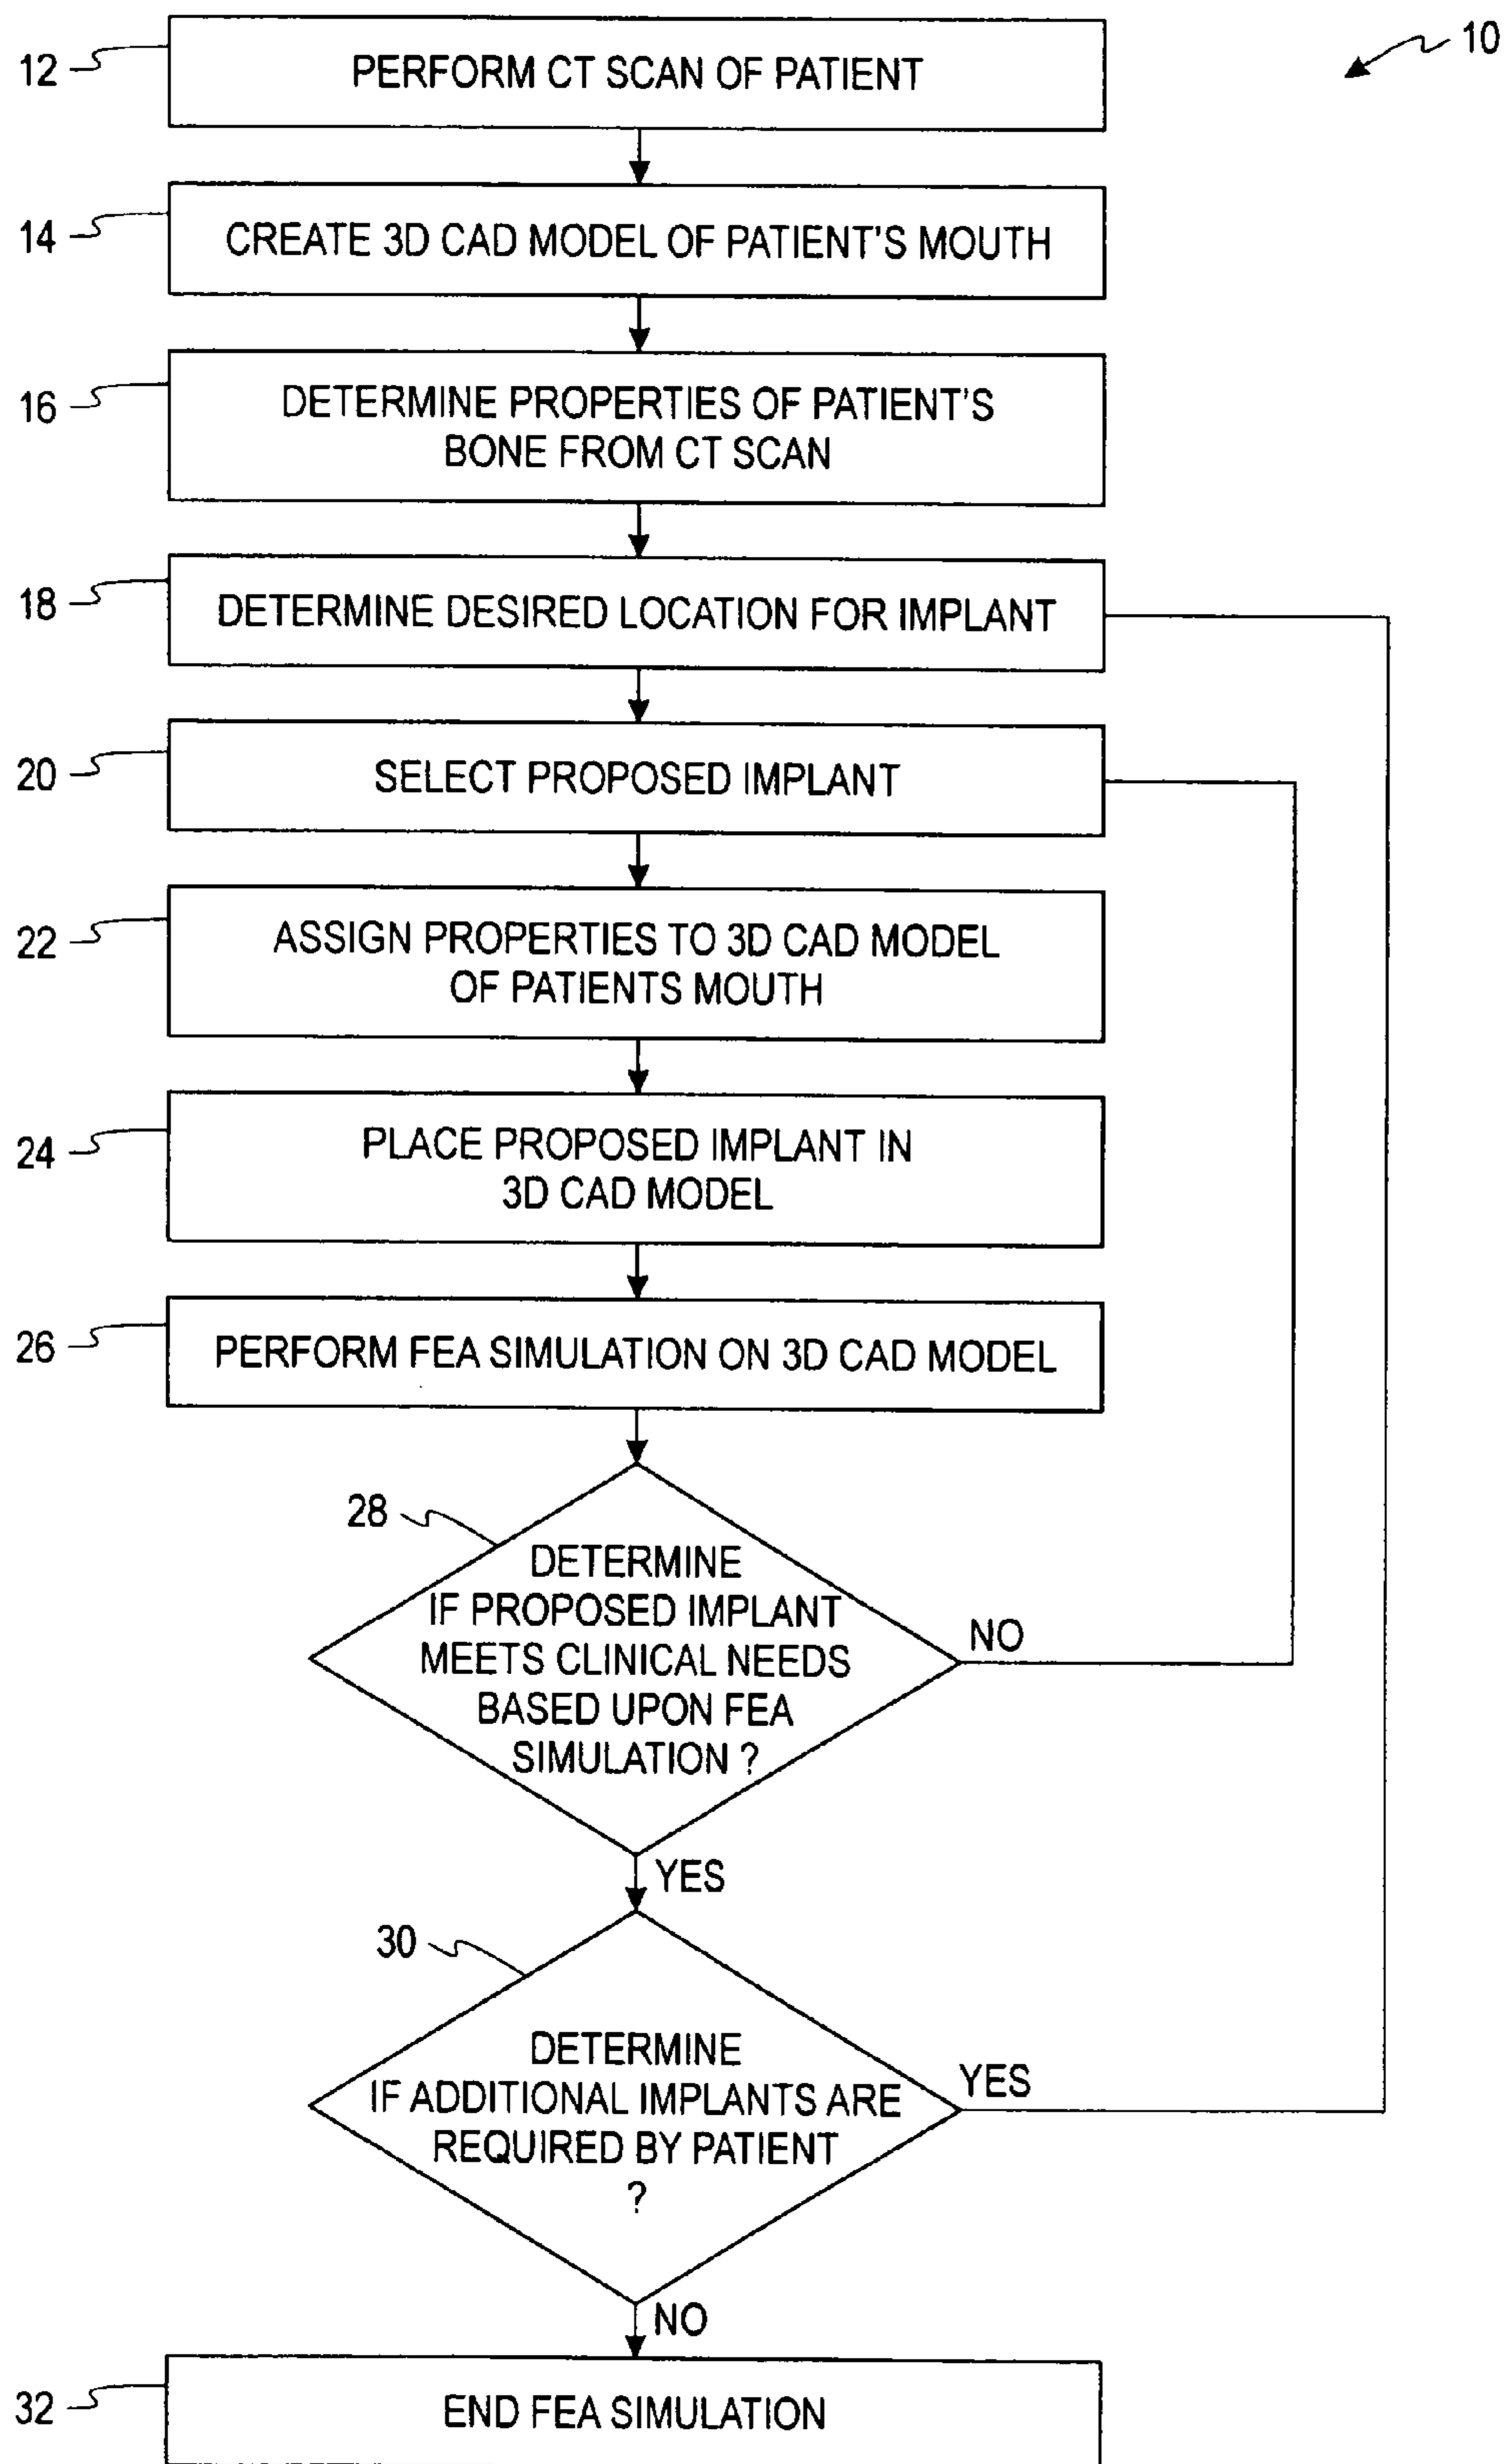 10
12
PERFORM CT SCAN OF PATIENT
14
CREATE 3D CAD MODEL OF PATIENT'S MOUTH
16
DETERMINE PROPERTIES OF PATIENT'S
BONE FROM CT SCAN
18
DETERMINE DESIRED LOCATION FOR IMPLANT
20
SELECT PROPOSED IMPLANT
22
ASSIGN PROPERTIES TO 3D CAD MODEL
OF PATIENTS MOUTH
24
PLACE PROPOSED IMPLANT IN
3D CAD MODEL
26
PERFORM FEA SIMULATION ON 3D CAD MODEL
28
DETERMINE
IF PROPOSED IMPLANT
MEETS CLINICAL NEEDS
BASED UPON FEA
SIMULATION ?
NO
YES
30
DETERMINE
IF ADDITIONAL IMPLANTS ARE
REQUIRED BY PATIENT
?
YES
NO
32
END FEA SIMULATION